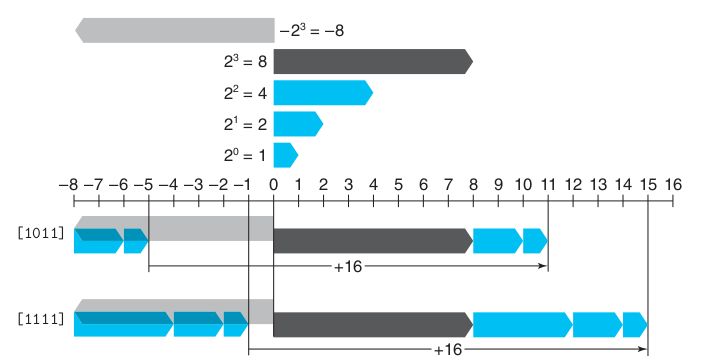 −2³ = −8
2³ = 8
2² = 4
2¹ = 2
2⁰ = 1
−8 −7 −6 −5 −4 −3 −2 −1 0 1 2 3 4 5 6 7 8 9 10 11 12 13 14 15 16
[1011]
+16
[1111]
+16